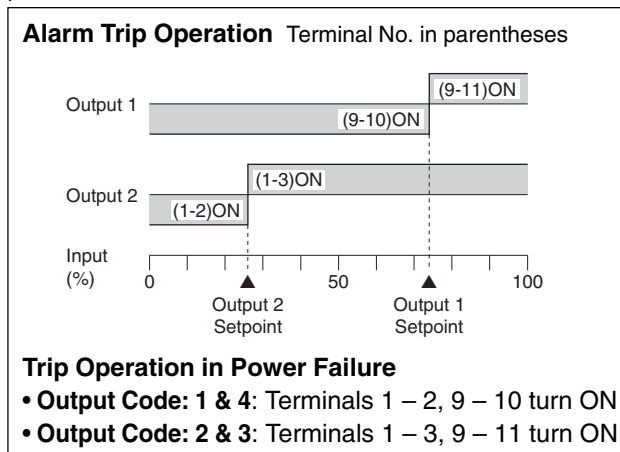 Alarm Trip Operation Terminal No. in parentheses
(9-11)ON
Output 1
(9-10)ON
(1-3)ON
Output 2
(1-2)ON
Input
(%)
0 50 100
Output 2 Output 1
Setpoint Setpoint
Trip Operation in Power Failure
• Output Code: 1 & 4: Terminals 1 – 2, 9 – 10 turn ON
• Output Code: 2 & 3: Terminals 1 – 3, 9 – 11 turn ON